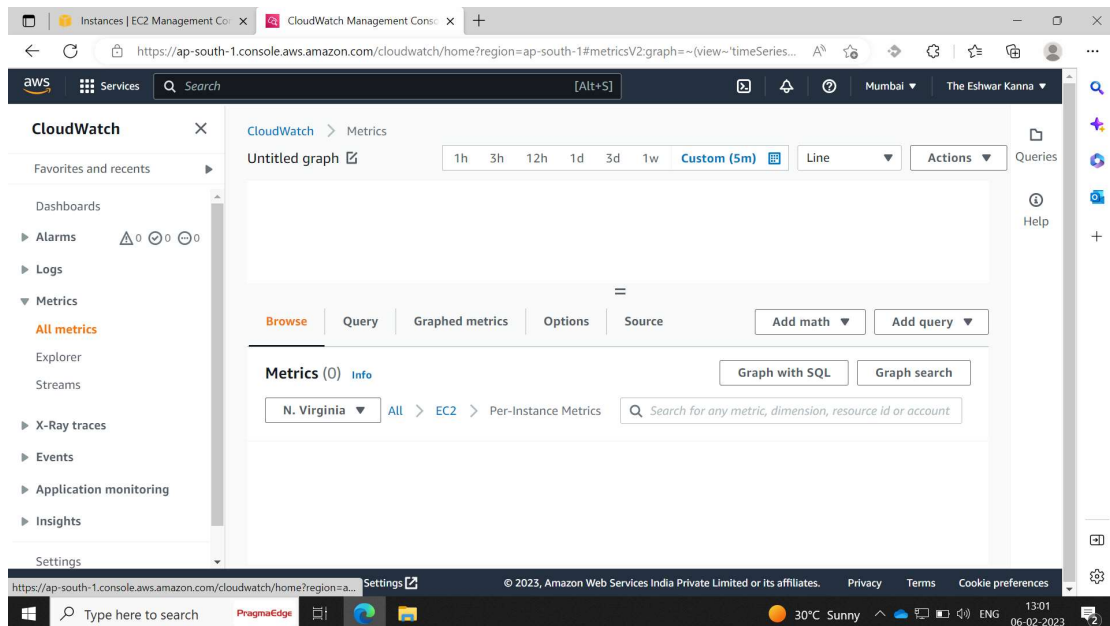 Instances | EC2 Management Con
CloudWatch Management Conso
https://ap-south-1.console.aws.amazon.com/cloudwatch/home?region=ap-south-1#metricsV2:graph=~(view~'timeSeries...
aws Services Search [Alt+S] Mumbai The Eshwar Kanna
CloudWatch
Favorites and recents
Dashboards
Alarms 0 0 0
Logs
Metrics
All metrics
Explorer
Streams
X-Ray traces
Events
Application monitoring
Insights
Settings
CloudWatch > Metrics
Untitled graph 1h 3h 12h 1d 3d 1w Custom (5m) Line Actions
Queries
Help
Browse Query Graphed metrics Options Source Add math Add query
Metrics (0) Info Graph with SQL Graph search
N. Virginia All > EC2 > Per-Instance Metrics Search for any metric, dimension, resource id or account
https://ap-south-1.console.aws.amazon.com/cloudwatch/home?region=a... Settings © 2023, Amazon Web Services India Private Limited or its affiliates. Privacy Terms Cookie preferences
Type here to search PragmaEdge 30°C Sunny ENG 13:01
06-02-2023 2